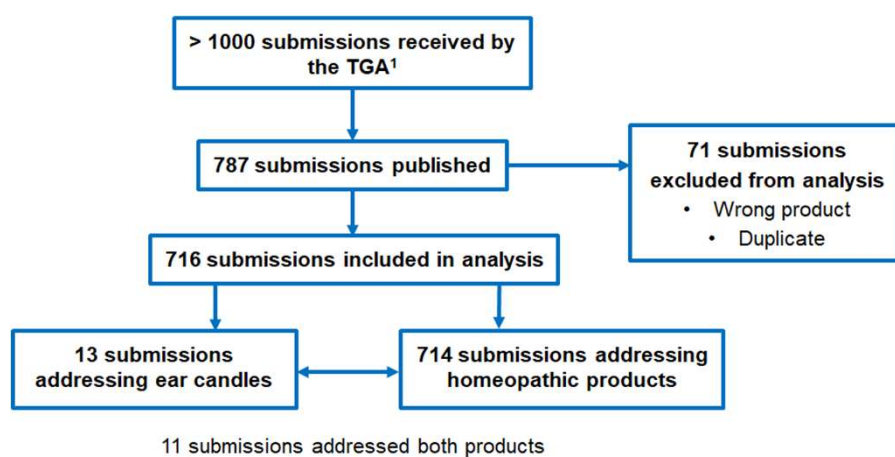 > 1000 submissions received by
the TGA¹
787 submissions published
71 submissions
excluded from analysis
• Wrong product
• Duplicate
716 submissions included in analysis
13 submissions
addressing ear candles
714 submissions addressing
homeopathic products
11 submissions addressed both products